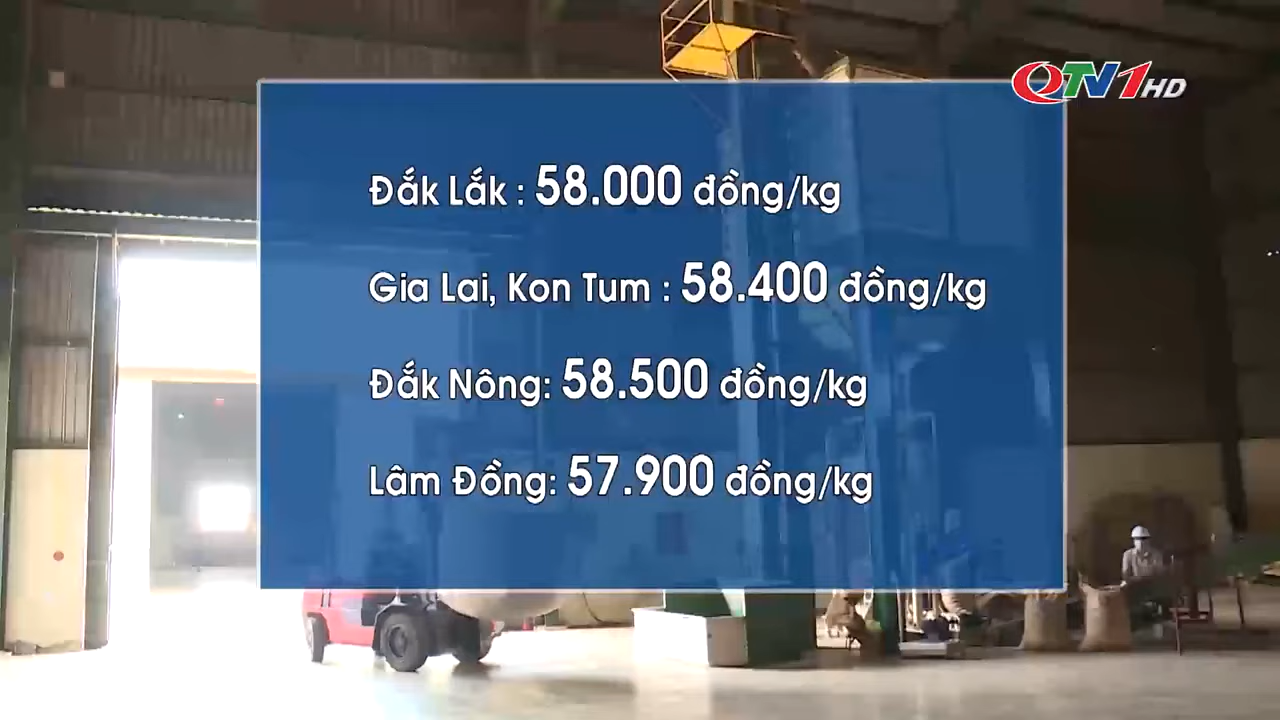 QTV1HD
Đắk Lắk : 58.000 đồng/kg
Gia Lai, Kon Tum : 58.400 đồng/kg
Đắk Nông: 58.500 đồng/kg
Lâm Đồng: 57.900 đồng/kg